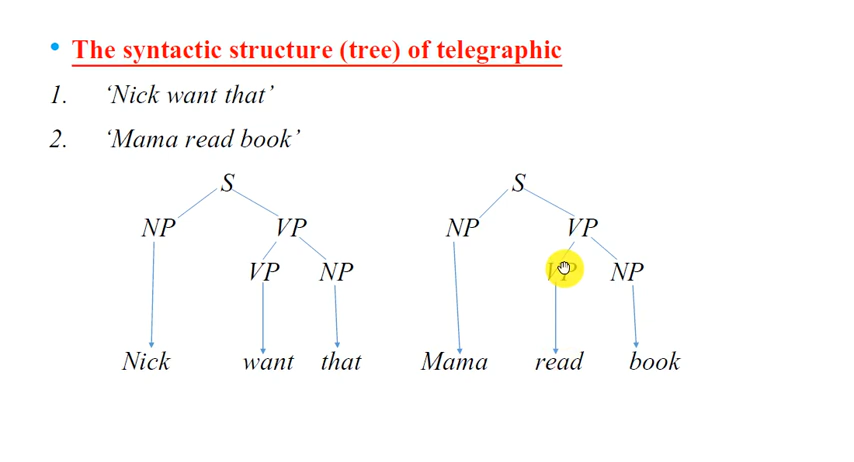 • The syntactic structure (tree) of telegraphic
1. ‘Nick want that’
2. ‘Mama read book’
S S
NP VP NP VP
VP NP VP NP
Nick want that Mama read book